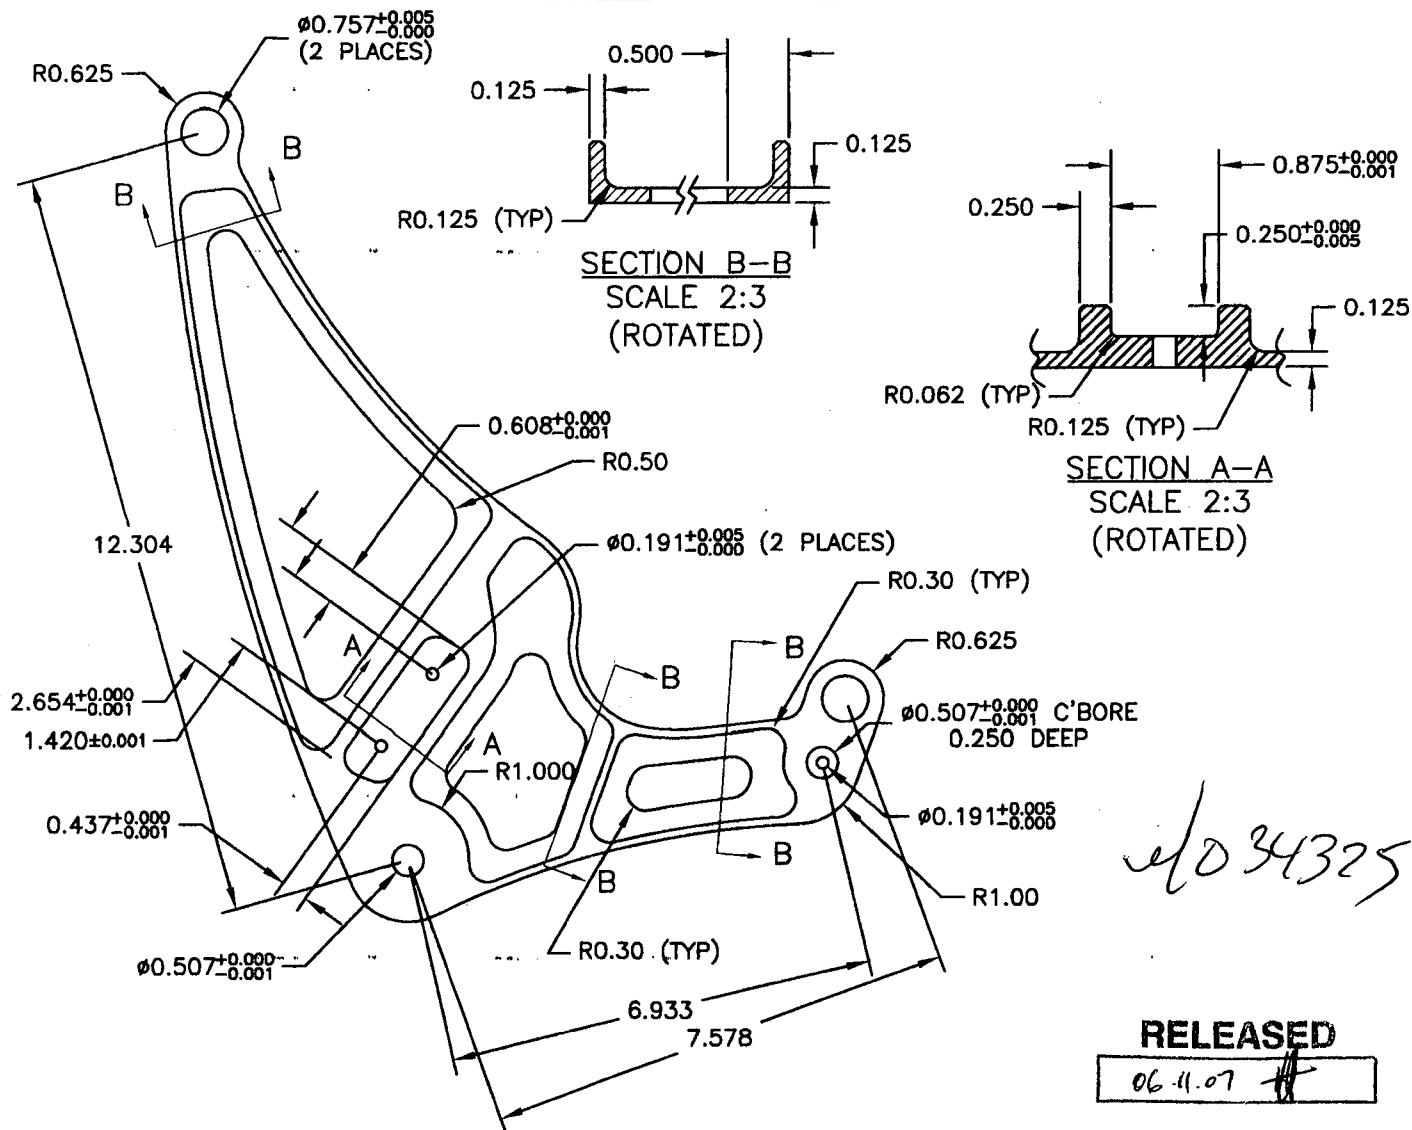 ø0.757+0.005 -0.000
(2 PLACES)
R0.625
0.500
0.125
0.125
R0.125 (TYP)
SECTION B-B
SCALE 2:3
(ROTATED)
0.875+0.000 -0.001
0.250
0.250+0.000 -0.005
0.125
R0.062 (TYP)
R0.125 (TYP)
SECTION A-A
SCALE 2:3
(ROTATED)
B
B
0.608+0.000 -0.001
R0.50
12.304
ø0.191+0.005 -0.000 (2 PLACES)
R0.30 (TYP)
R0.625
A
B
B
2.654+0.000 -0.001
1.420±0.001
ø0.507+0.000 -0.001 C'BORE
0.250 DEEP
A
R1.000
0.437+0.000 -0.001
ø0.191+0.005 -0.000
B
B
R1.00
R0.30 (TYP)
ø0.507+0.000 -0.001
6.933
7.578
34325
RELEASED
06.11.07